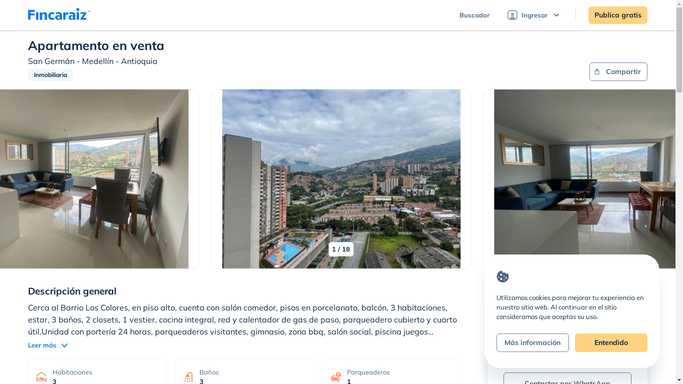 Fincaraiz
Buscador
Ingresar
Publica gratis
Apartamento en venta
San Germán - Medellín - Antioquia
Inmobiliaria
Compartir
1 / 18
Descripción general
Cerca al Barrio Los Colores, en piso alto, cuenta con salón comedor, pisos en porcelanato, balcón, 3 habitaciones,
estar, 3 baños, 2 closets, 1 vestier, cocina integral, red y calentador de gas de paso, parqueadero cubierto y cuarto
útil.Unidad con portería 24 horas, parqueaderos visitantes, gimnasio, zona bbq, salón social, piscina juegos...
Leer más
Habitaciones
3
Baños
3
Parqueaderos
1
Utilizamos cookies para mejorar tu experiencia en
nuestro sitio web. Al continuar en el sitio
consideramos que aceptas su uso.
Más información
Entendido
Contactar por WhatsApp